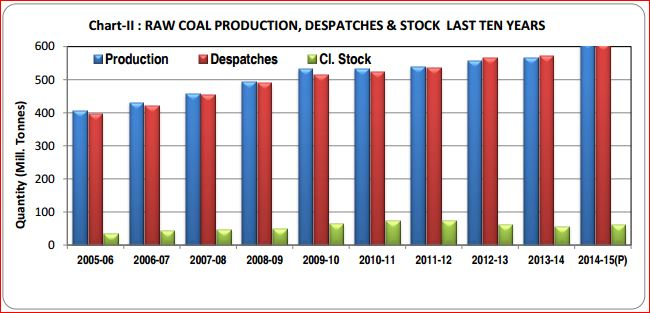 Chart-II : RAW COAL PRODUCTION, DESPATCHES & STOCK LAST TEN YEARS
Production Despatches Cl. Stock
Quantity (Mill. Tonnes)
600
500
400
300
200
100
0
2005-06 2006-07 2007-08 2008-09 2009-10 2010-11 2011-12 2012-13 2013-14 2014-15(P)